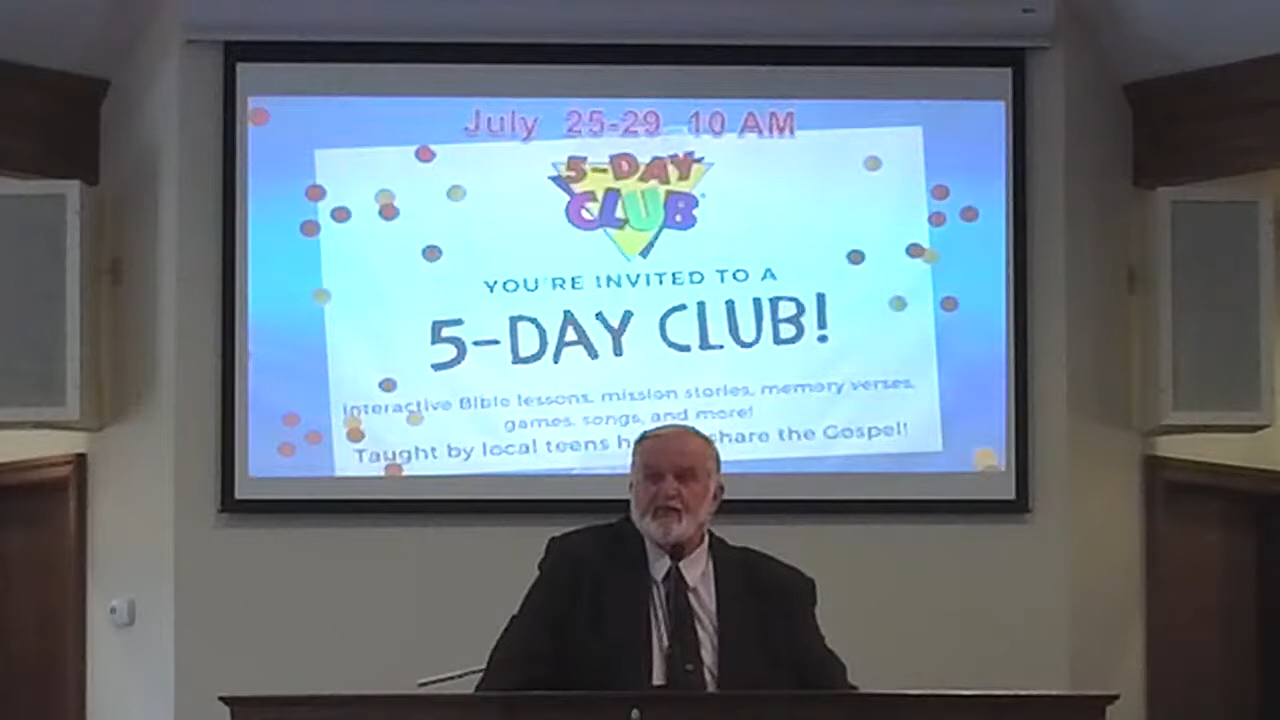 July 25-29 10 AM
5-DAY
CLUB
YOU'RE INVITED TO A
5-DAY CLUB!
Interactive Bible lessons, mission stories, memory verses,
games, songs, and more!
Taught by local teens share the Gospel!